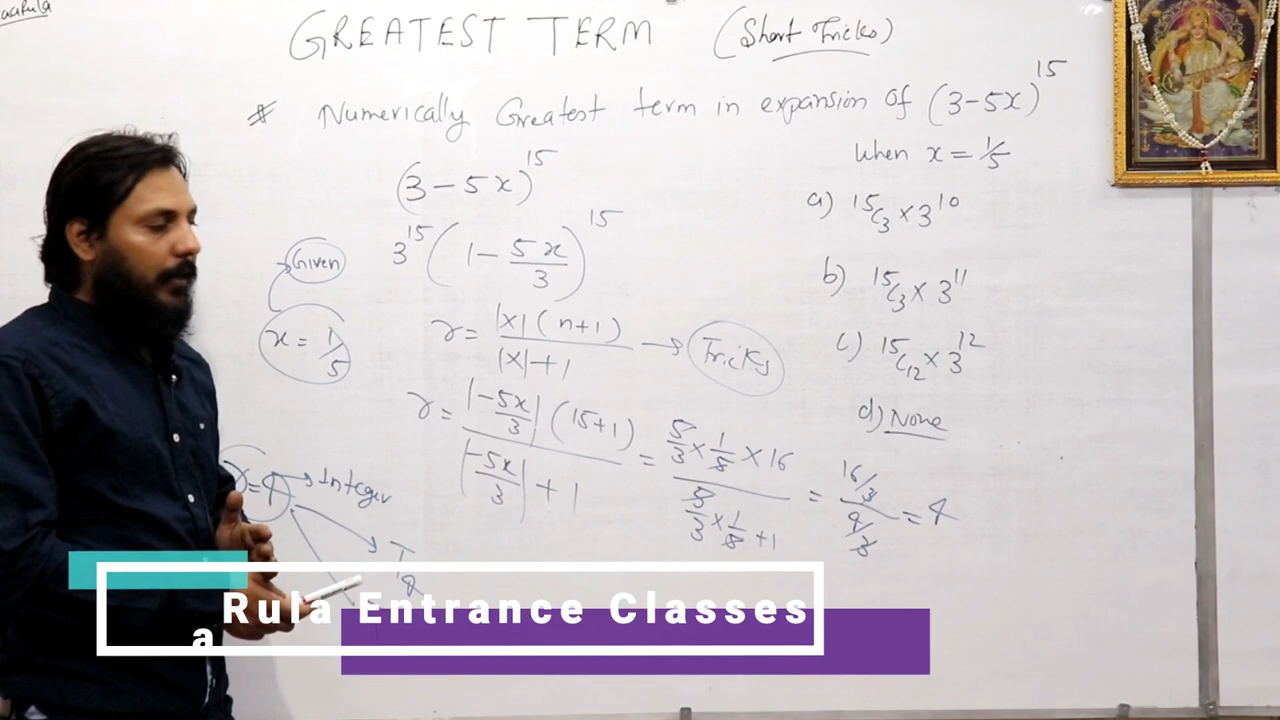 GREATEST TERM (Short Tricks)
* Numerically Greatest term in expansion of (3-5x)^15
when x = 1/5
(3-5x)^15
3^15 (1 - 5x/3)^15
Given
x = 1/5
r = |x|(n+1) / |x|+1 → Tricks
r = |-5x/3| (15+1) / |-5x/3| + 1 = 5/3 × 1/5 × 16 / 5/3 × 1/5 + 1 = 16/3 / 4/3 = 4
r=4 → Integer
T4
a) 15C3 × 3^10
b) 15C3 × 3^11
c) 15C12 × 3^12
d) None
Rula Entrance Classes
a